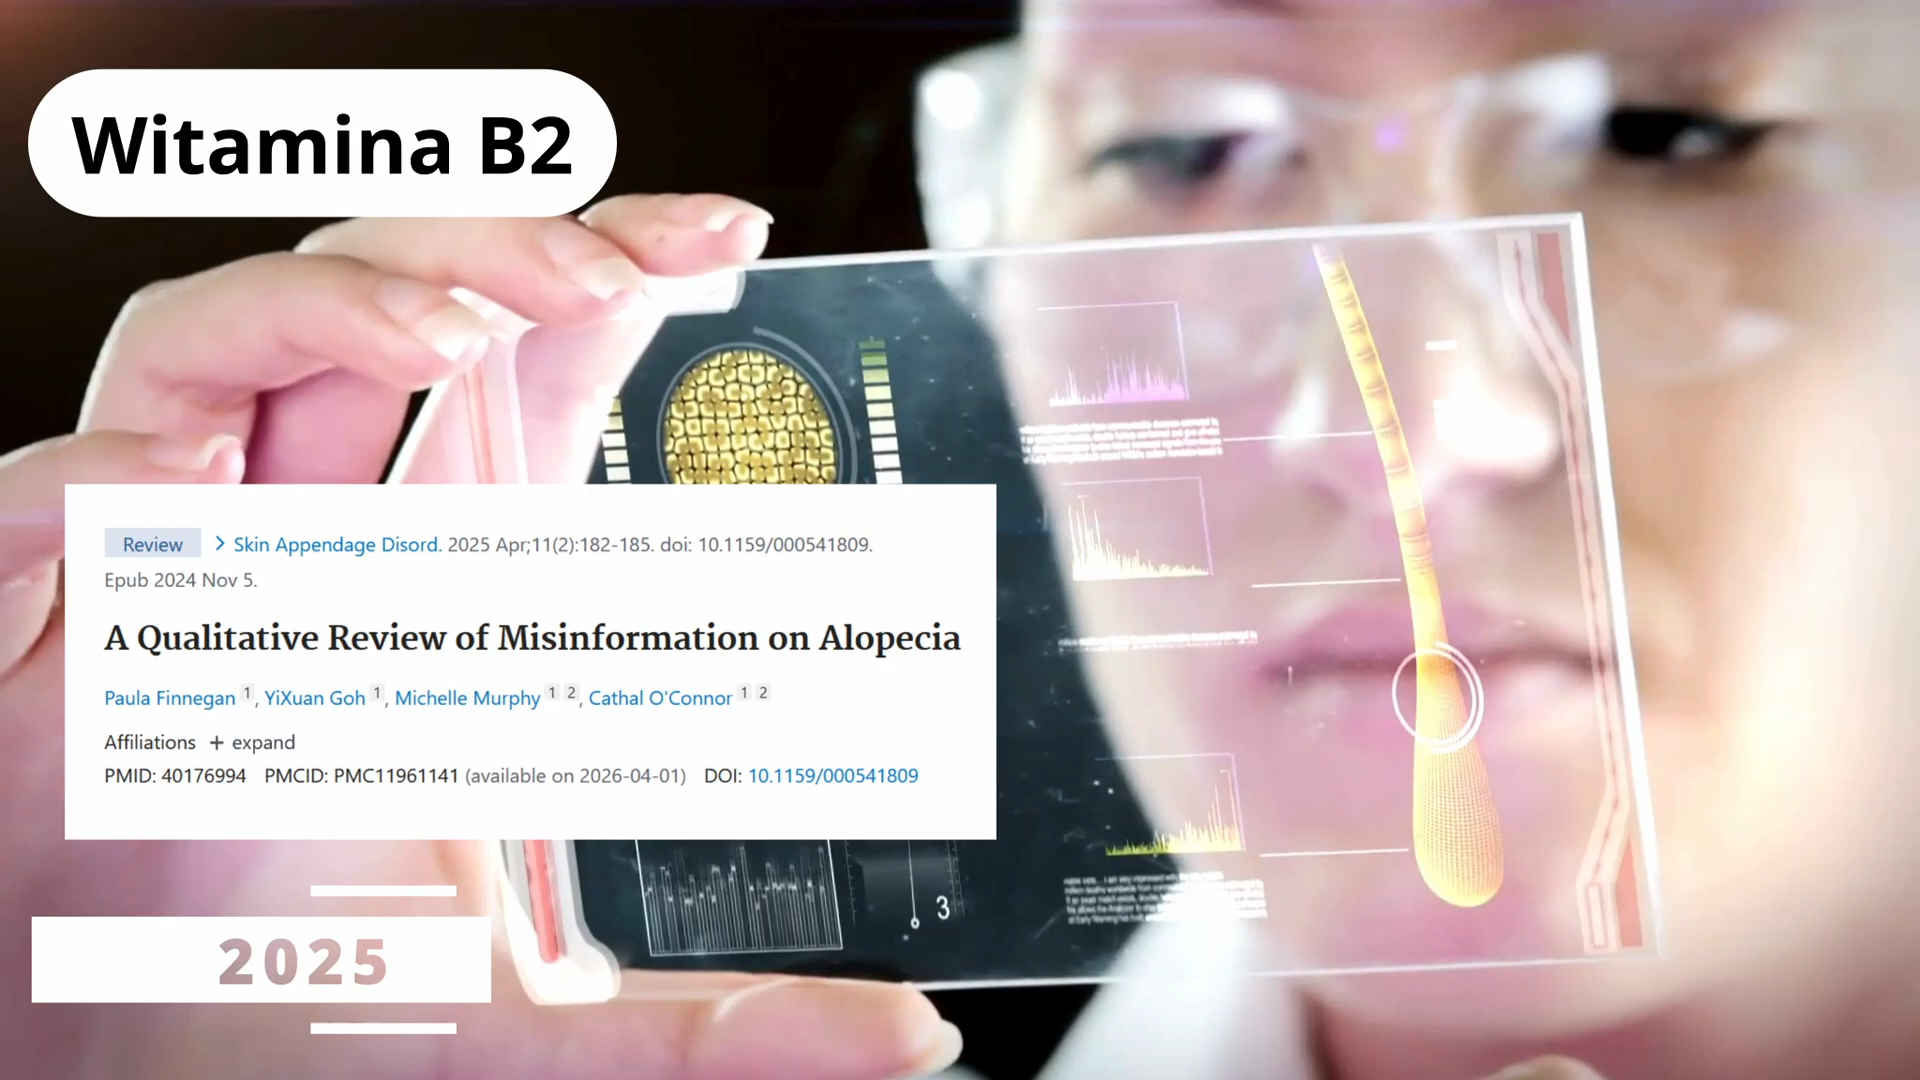 Witamina B2
Review > Skin Appendage Disord. 2025 Apr;11(2):182-185. doi: 10.1159/000541809.
Epub 2024 Nov 5.
A Qualitative Review of Misinformation on Alopecia
Paula Finnegan 1, YiXuan Goh 1, Michelle Murphy 1 2, Cathal O'Connor 1 2
Affiliations + expand
PMID: 40176994 PMCID: PMC11961141 (available on 2026-04-01) DOI: 10.1159/000541809
3
2025